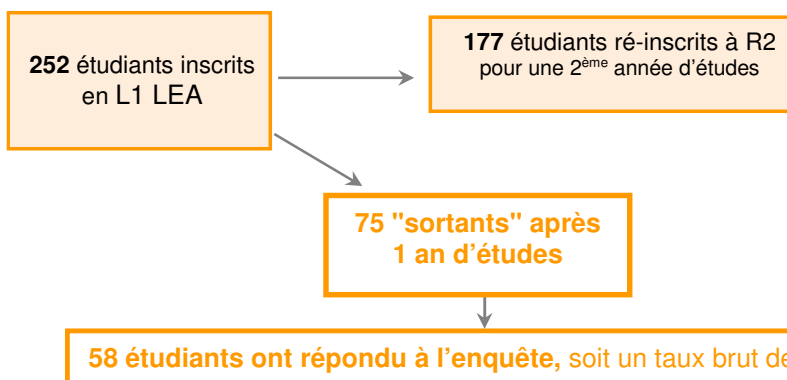 252 étudiants inscrits
en L1 LEA
177 étudiants ré-inscrits à R2
pour une 2ème année d'études
75 "sortants" après
1 an d'études
58 étudiants ont répondu à l'enquête, soit un taux brut de